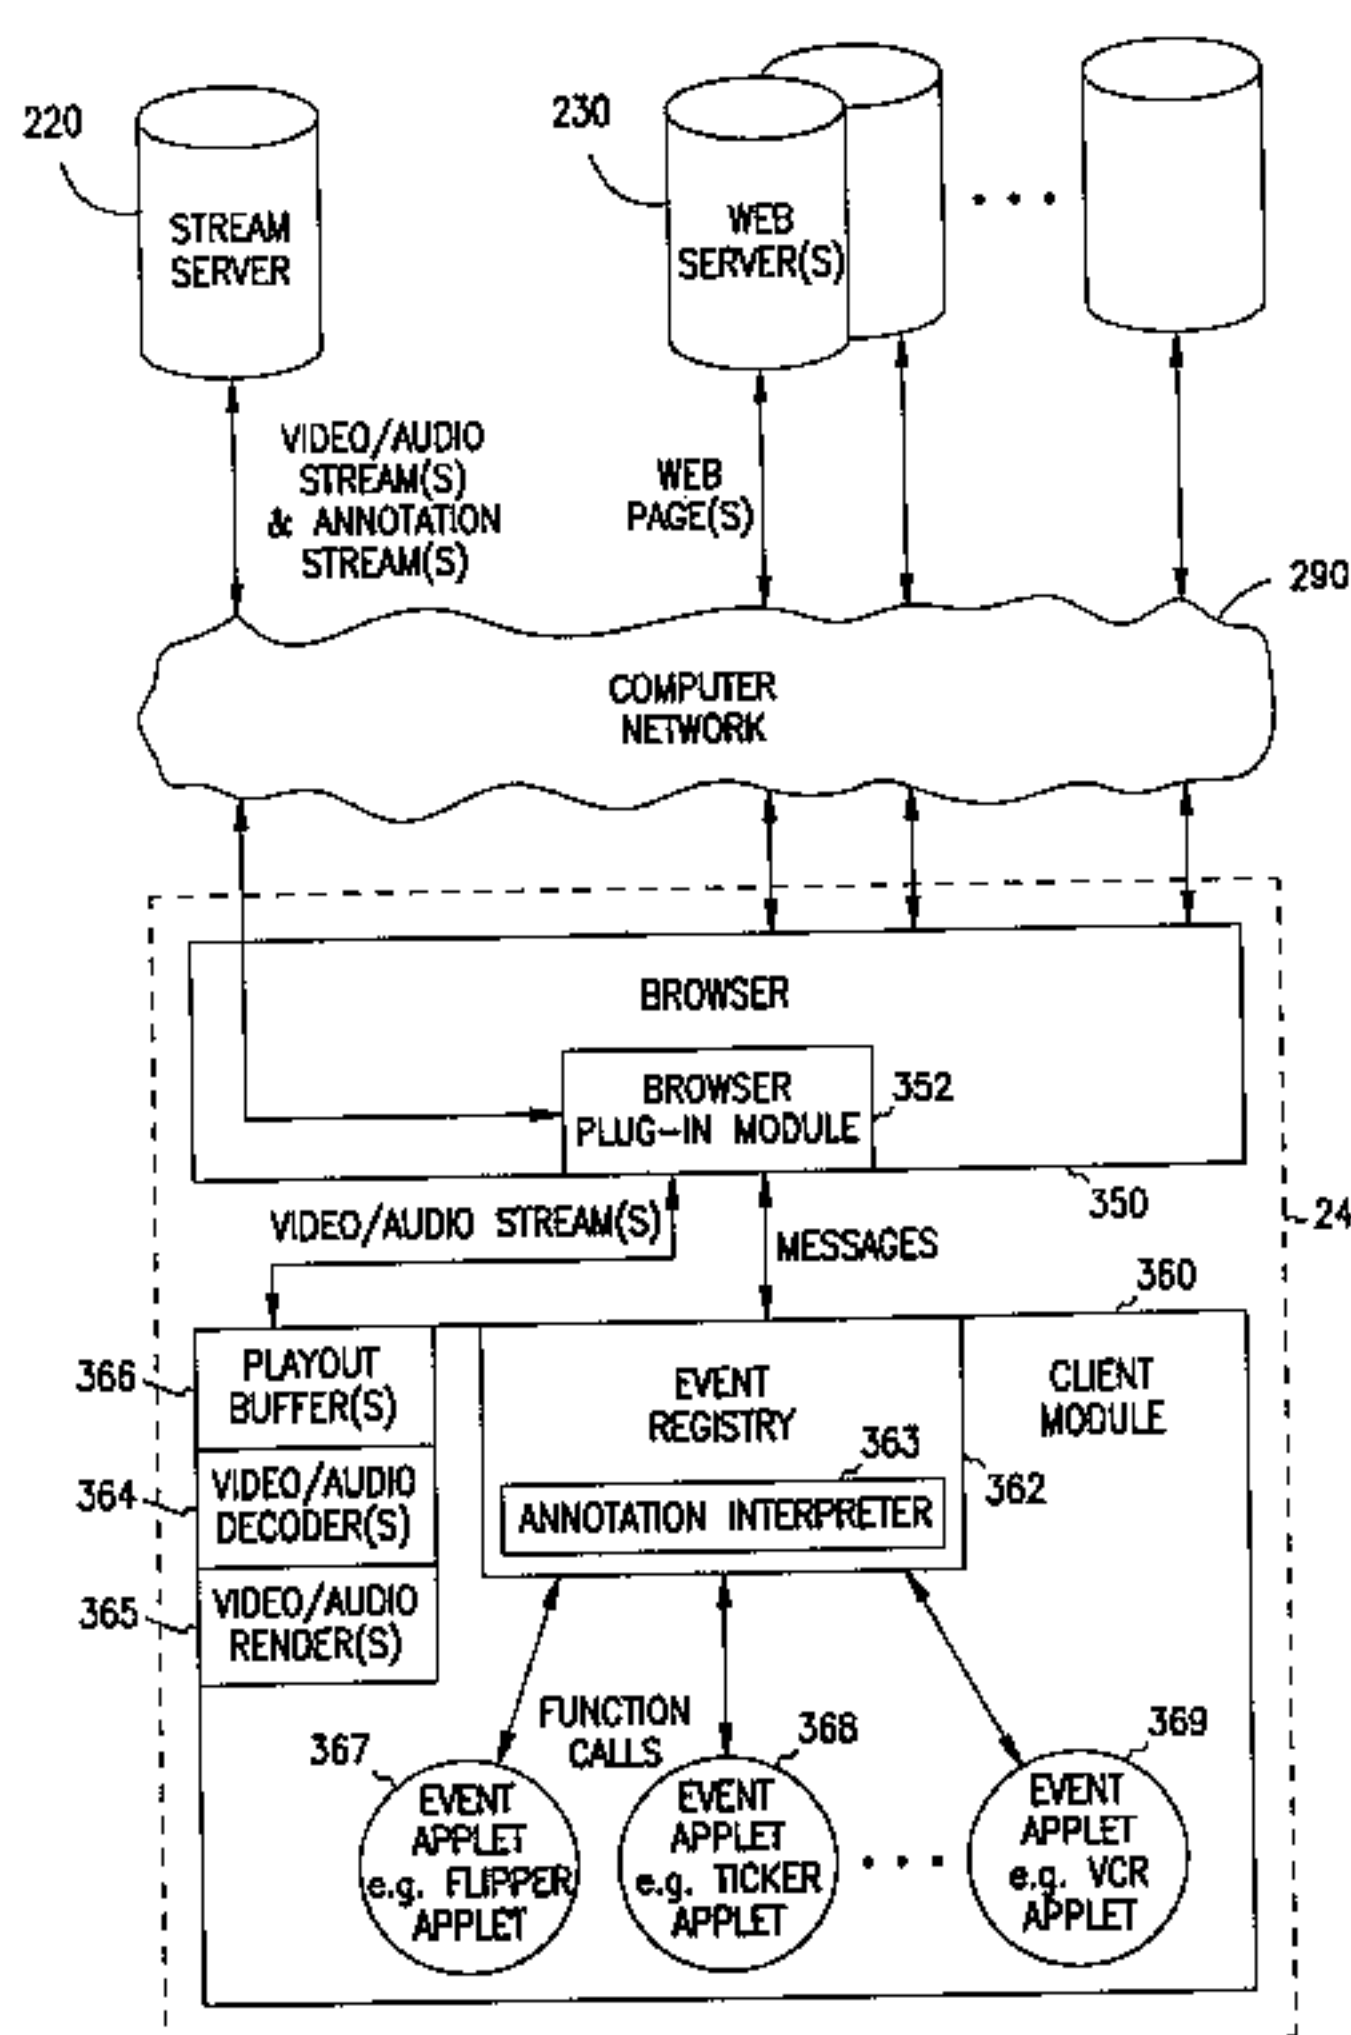 220
STREAM
SERVER
230
WEB
SERVER(S)
VIDEO/AUDIO
STREAM(S)
& ANNOTATION
STREAM(S)
WEB
PAGE(S)
290
COMPUTER
NETWORK
BROWSER
BROWSER
PLUG-IN MODULE
352
350
24
VIDEO/AUDIO STREAM(S)
MESSAGES
360
366
PLAYOUT
BUFFER(S)
EVENT
REGISTRY
CLIENT
MODULE
363
362
364
VIDEO/AUDIO
DECODER(S)
ANNOTATION INTERPRETER
365
VIDEO/AUDIO
RENDER(S)
FUNCTION
CALLS
367
368
369
EVENT
APPLET
e.g. FLIPPER
APPLET
EVENT
APPLET
e.g. TICKER
APPLET
EVENT
APPLET
e.g. VCR
APPLET